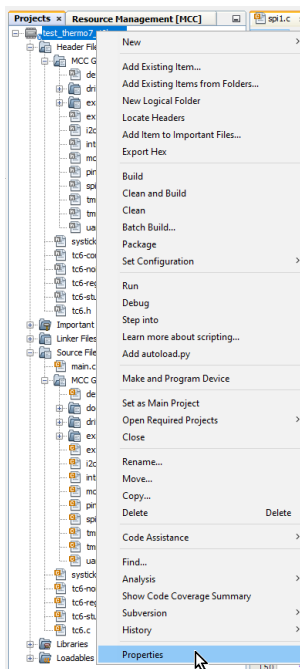 Projects × Resource Management [MCC] spi1.c
test_thermo7_
Header File
MCC G
de
dri
ex
ex
i2c
int
mc
pin
spi
tm
tm
ua
systick
tc6-cor
tc6-no
tc6-reg
tc6-stu
tc6.h
Important
Linker Files
Source File
main.c
MCC G
de
do
dri
ex
ex
i2c
int
mc
pin
spi
tm
tm
ua
systick
tc6-no
tc6-reg
tc6-stu
tc6.c
Libraries
Loadables
New
Add Existing Item...
Add Existing Items from Folders...
New Logical Folder
Locate Headers
Add Item to Important Files...
Export Hex
Build
Clean and Build
Clean
Batch Build...
Package
Set Configuration
Run
Debug
Step into
Learn more about scripting...
Add autoload.py
Make and Program Device
Set as Main Project
Open Required Projects
Close
Rename...
Move...
Copy...
Delete Delete
Code Assistance
Find...
Analysis
Show Code Coverage Summary
Subversion
History
Properties